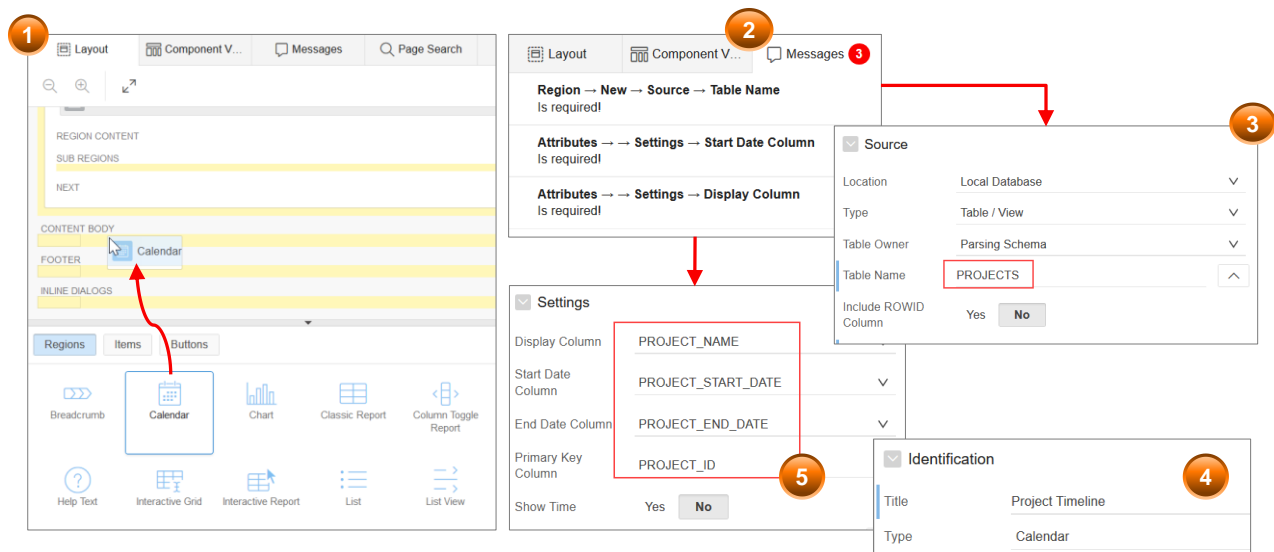 1
Layout
Component V...
Messages
Page Search
REGION CONTENT
SUB REGIONS
NEXT
CONTENT BODY
Calendar
FOOTER
INLINE DIALOGS
Regions
Items
Buttons
Breadcrumb
Calendar
Chart
Classic Report
Column Toggle
Report
Help Text
Interactive Grid
Interactive Report
List
List View
2
Layout
Component V...
Messages
3
Region → New → Source → Table Name
Is required!
Attributes → → Settings → Start Date Column
Is required!
Attributes → → Settings → Display Column
Is required!
3
Source
Location
Local Database
Type
Table / View
Table Owner
Parsing Schema
Table Name
PROJECTS
Include ROWID
Column
Yes
No
4
Identification
Title
Project Timeline
Type
Calendar
5
Settings
Display Column
PROJECT_NAME
Start Date
Column
PROJECT_START_DATE
End Date Column
PROJECT_END_DATE
Primary Key
Column
PROJECT_ID
Show Time
Yes
No